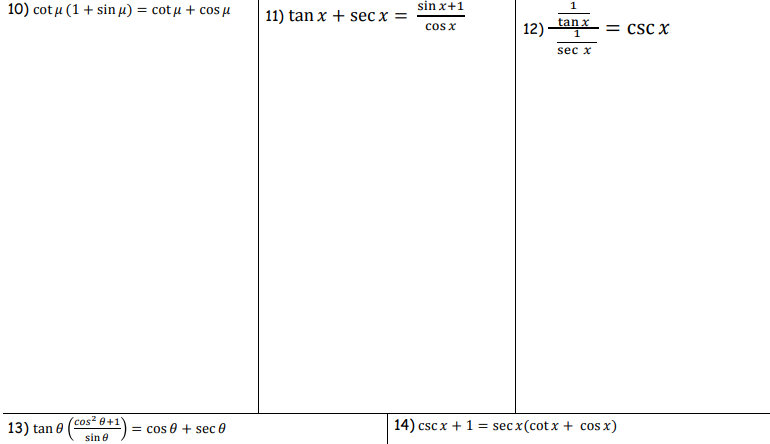 10) cot μ (1 + sin μ) = cot μ + cos μ
11) tan x + sec x = (sin x+1)/(cos x)
12) (1/(tan x))/(1/(sec x)) = csc x
13) tan θ ((cos² θ+1)/(sin θ)) = cos θ + sec θ
14) csc x + 1 = sec x(cot x + cos x)